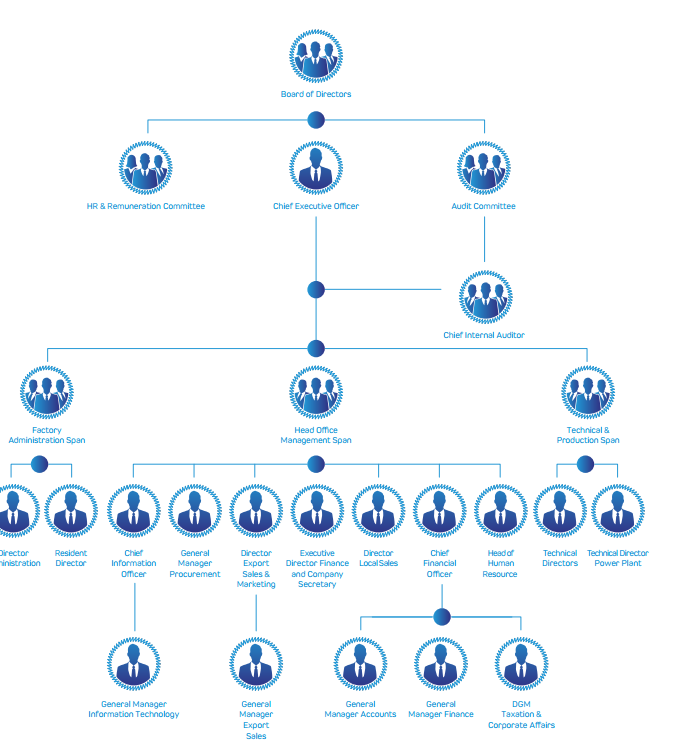 Board of Directors
HR & Remuneration Committee
Chief Executive Officer
Audit Committee
Chief Internal Auditor
Factory
Administration Span
Head Office
Management Span
Technical &
Production Span
Director
Resident
Director
Chief
Information
Officer
General
Manager
Procurement
Director
Export
Sales &
Marketing
Executive
Director Finance
and Company
Secretary
Director
Local Sales
Chief
Financial
Officer
Head of
Human
Resource
Technical
Directors
Technical Director
Power Plant
General Manager
Information Technology
General
Manager
Export
Sales
General
Manager Accounts
General
Manager Finance
DGM
Taxation &
Corporate Affairs